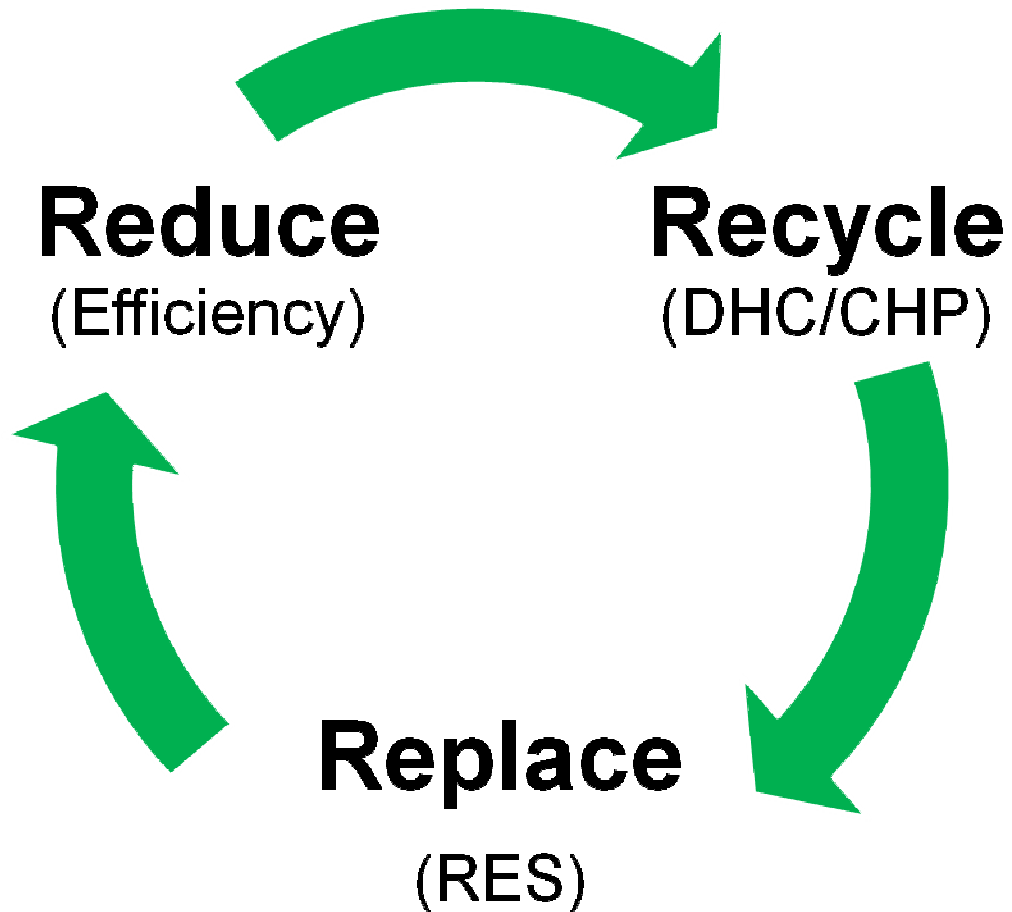 Reduce
(Efficiency)
Recycle
(DHC/CHP)
Replace
(RES)